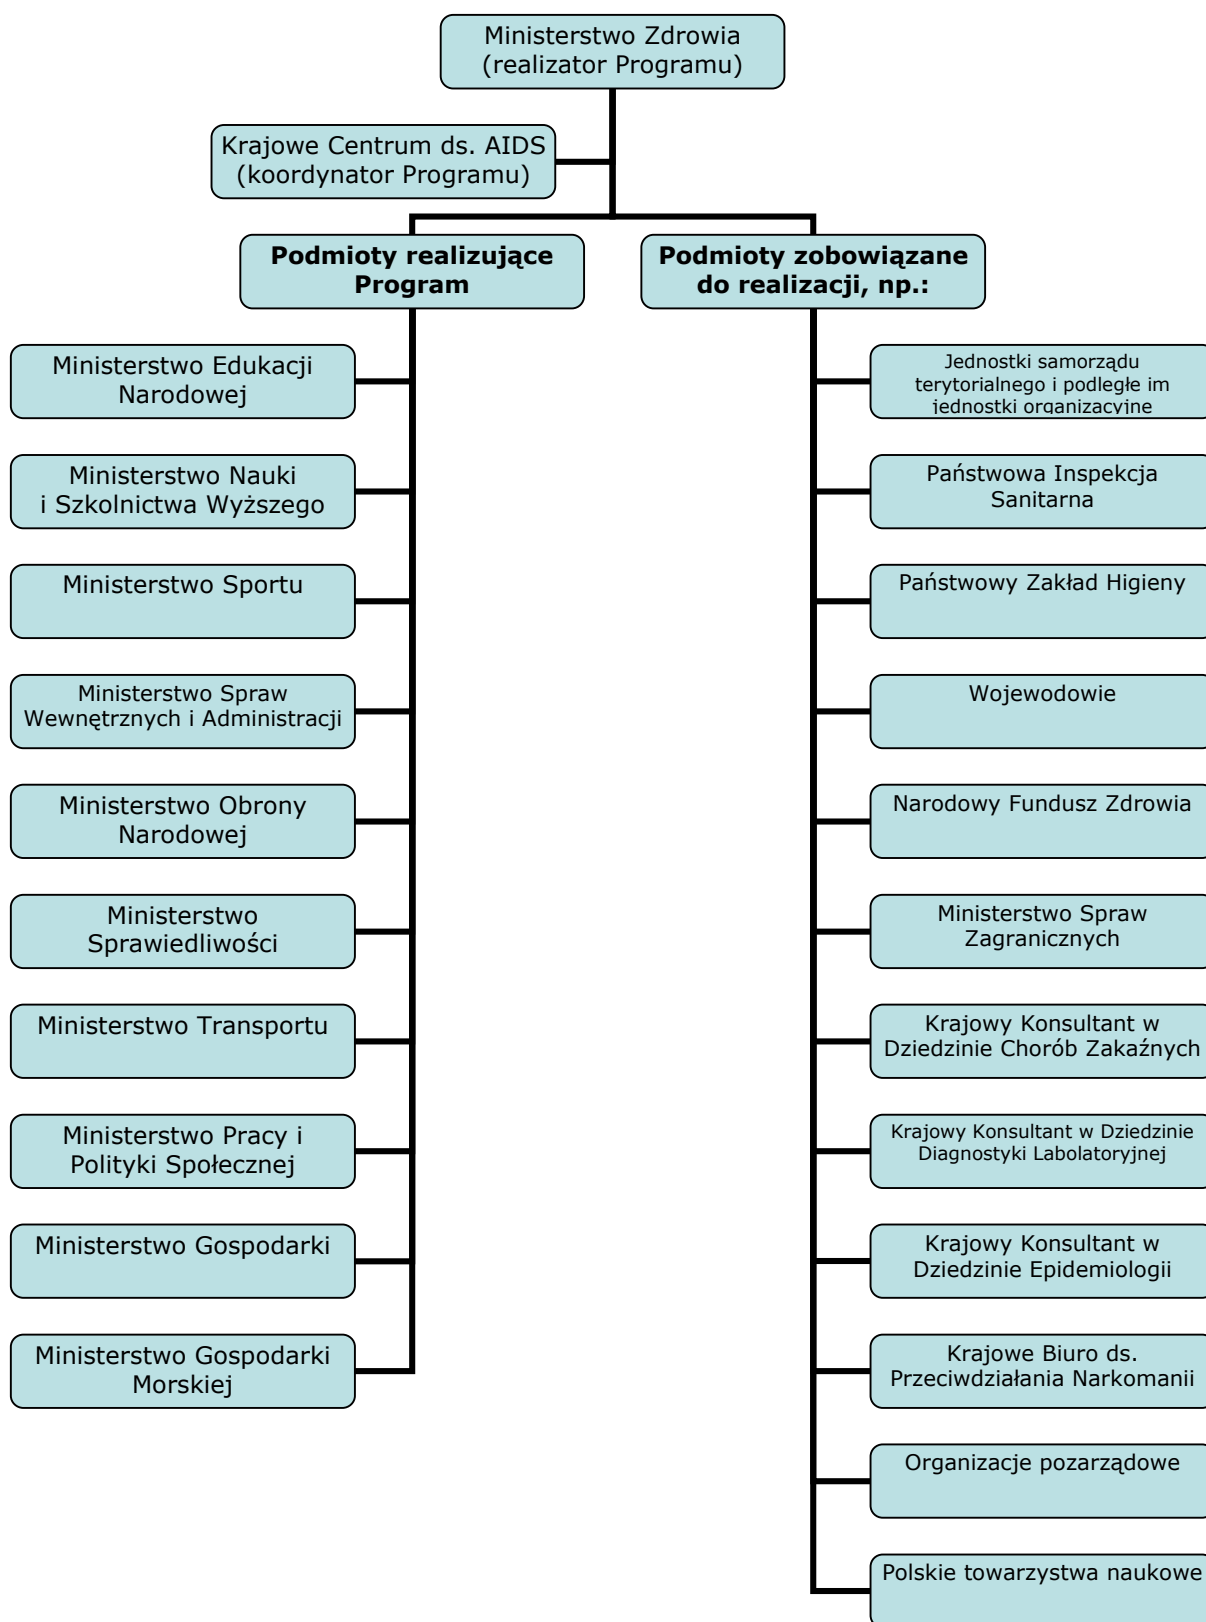 Ministerstwo Zdrowia
(realizator Programu)
Krajowe Centrum ds. AIDS
(koordynator Programu)
Podmioty realizujące
Program
Ministerstwo Edukacji
Narodowej
Ministerstwo Nauki
i Szkolnictwa Wyższego
Ministerstwo Sportu
Ministerstwo Spraw
Wewnętrznych i Administracji
Ministerstwo Obrony
Narodowej
Ministerstwo
Sprawiedliwości
Ministerstwo Transportu
Ministerstwo Pracy i
Polityki Społecznej
Ministerstwo Gospodarki
Ministerstwo Gospodarki
Morskiej
Podmioty zobowiązane
do realizacji, np.:
Jednostki samorządu
terytorialnego i podległe im
jednostki organizacyjne
Państwowa Inspekcja
Sanitarna
Państwowy Zakład Higieny
Wojewodowie
Narodowy Fundusz Zdrowia
Ministerstwo Spraw
Zagranicznych
Krajowy Konsultant w
Dziedzinie Chorób Zakaźnych
Krajowy Konsultant w Dziedzinie
Diagnostyki Labolatoryjnej
Krajowy Konsultant w
Dziedzinie Epidemiologii
Krajowe Biuro ds.
Przeciwdziałania Narkomanii
Organizacje pozarządowe
Polskie towarzystwa naukowe